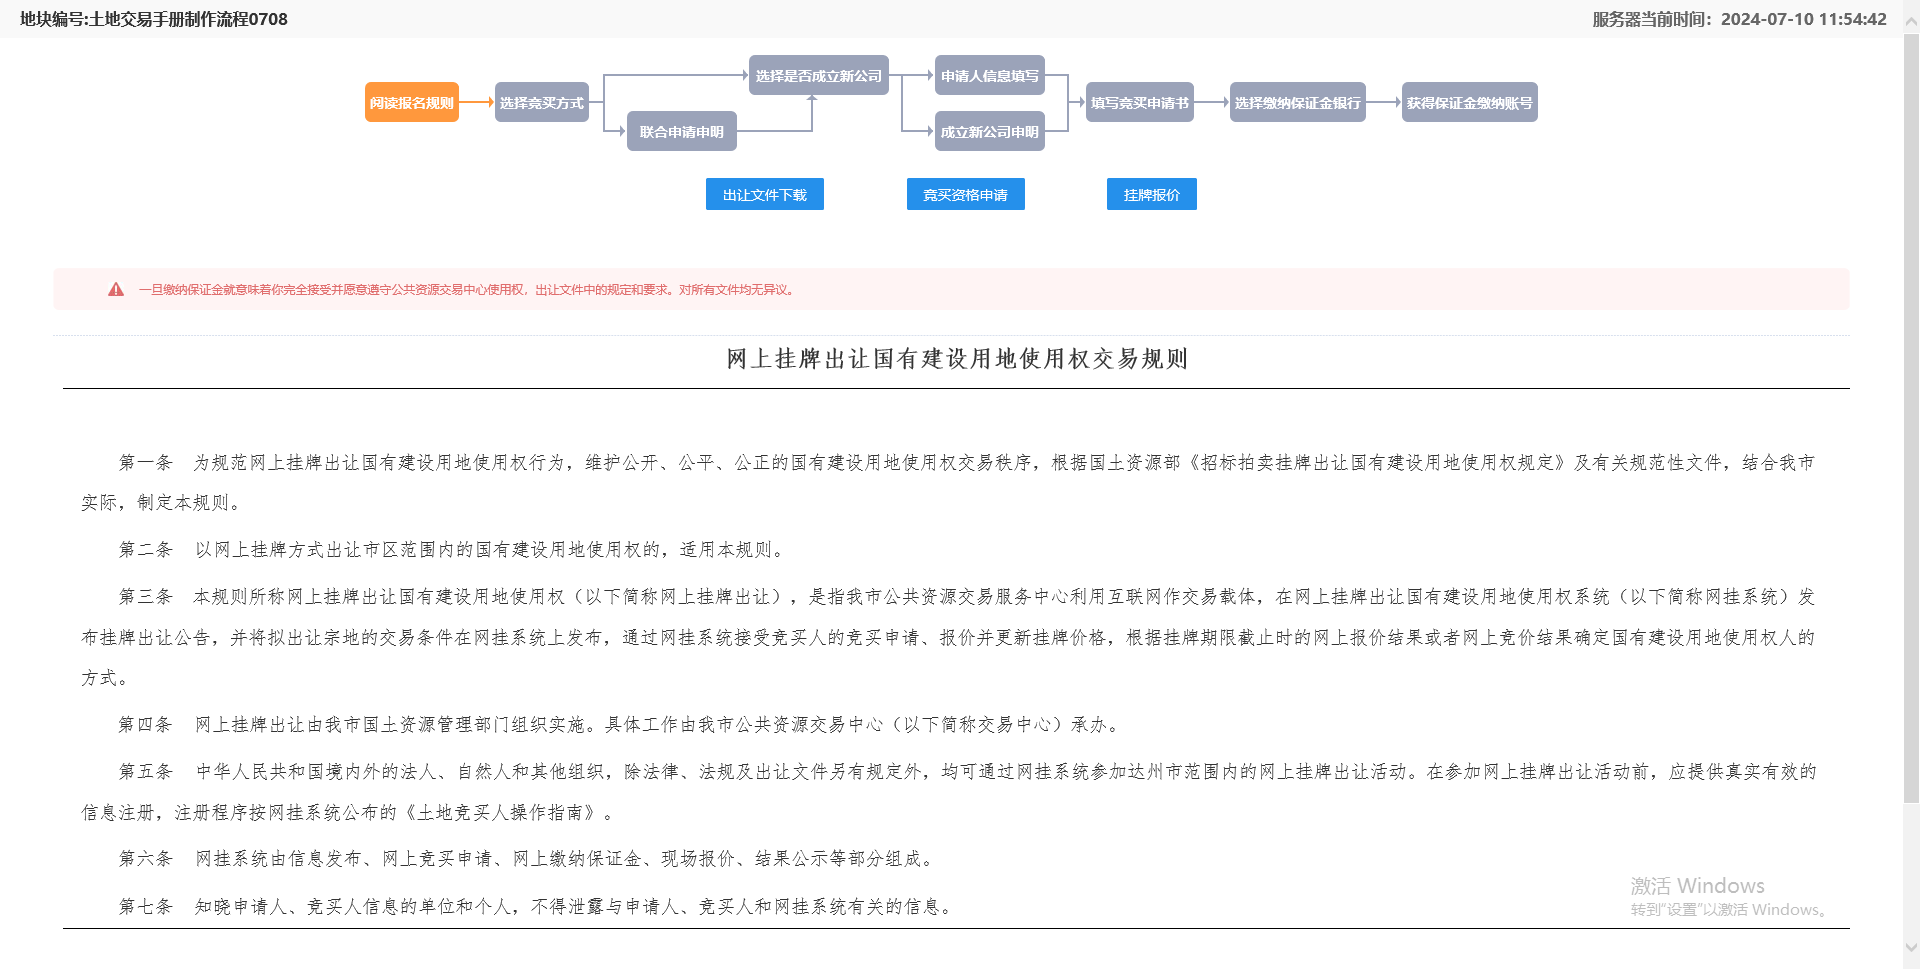 地块编号:土地交易手册制作流程0708
服务器当前时间：2024-07-10 11:54:42
阅读报名规则
选择竞买方式
联合申请申明
选择是否成立新公司
申请人信息填写
成立新公司申明
填写竞买申请书
选择缴纳保证金银行
获得保证金缴纳账号
出让文件下载
竞买资格申请
挂牌报价
一旦缴纳保证金就意味着你完全接受并愿意遵守公共资源交易中心使用权，出让文件中的规定和要求。对所有文件均无异议。
网上挂牌出让国有建设用地使用权交易规则
第一条 为规范网上挂牌出让国有建设用地使用权行为，维护公开、公平、公正的国有建设用地使用权交易秩序，根据国土资源部《招标拍卖挂牌出让国有建设用地使用权规定》及有关规范性文件，结合我市
实际，制定本规则。
第二条 以网上挂牌方式出让市区范围内的国有建设用地使用权的，适用本规则。
第三条 本规则所称网上挂牌出让国有建设用地使用权（以下简称网上挂牌出让），是指我市公共资源交易服务中心利用互联网作交易载体，在网上挂牌出让国有建设用地使用权系统（以下简称网挂系统）发
布挂牌出让公告，并将拟出让宗地的交易条件在网挂系统上发布，通过网挂系统接受竞买人的竞买申请、报价并更新挂牌价格，根据挂牌期限截止时的网上报价结果或者网上竞价结果确定国有建设用地使用权人的
方式。
第四条 网上挂牌出让由我市国土资源管理部门组织实施。具体工作由我市公共资源交易中心（以下简称交易中心）承办。
第五条 中华人民共和国境内外的法人、自然人和其他组织，除法律、法规及出让文件另有规定外，均可通过网挂系统参加达州市范围内的网上挂牌出让活动。在参加网上挂牌出让活动前，应提供真实有效的
信息注册，注册程序按网挂系统公布的《土地竞买人操作指南》。
第六条 网挂系统由信息发布、网上竞买申请、网上缴纳保证金、现场报价、结果公示等部分组成。
第七条 知晓申请人、竞买人信息的单位和个人，不得泄露与申请人、竞买人和网挂系统有关的信息。
激活 Windows
转到“设置”以激活 Windows。